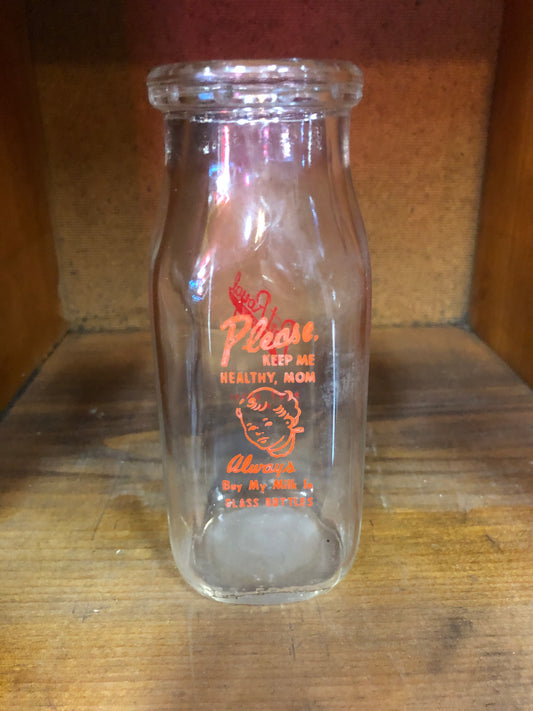 Please,
KEEP ME
HEALTHY, MOM
Always
Buy My Milk In
GLASS BOTTLES